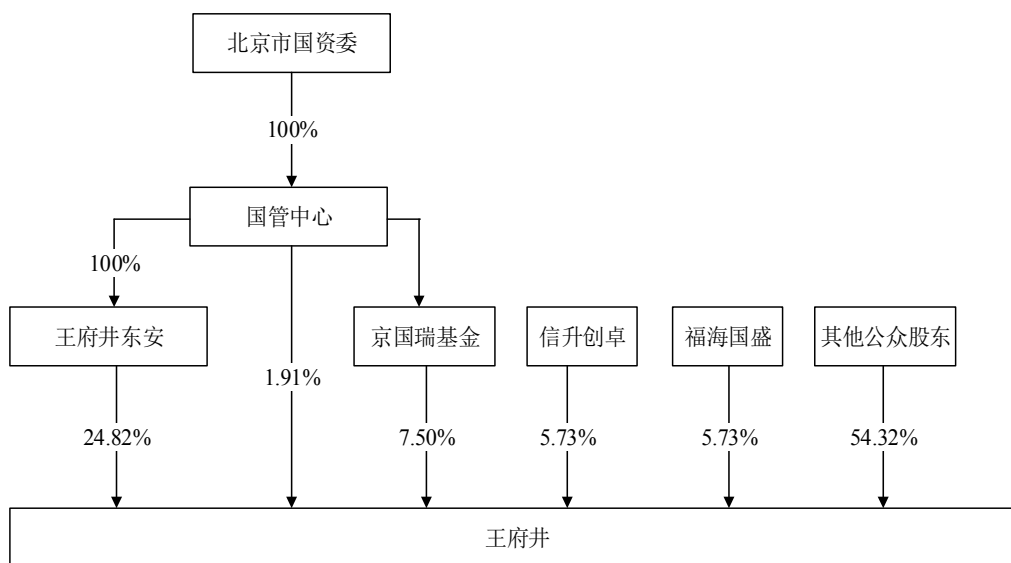 北京市国资委
100%
国管中心
100%
王府井东安
京国瑞基金
信升创卓
福海国盛
其他公众股东
1.91%
24.82%
7.50%
5.73%
5.73%
54.32%
王府井